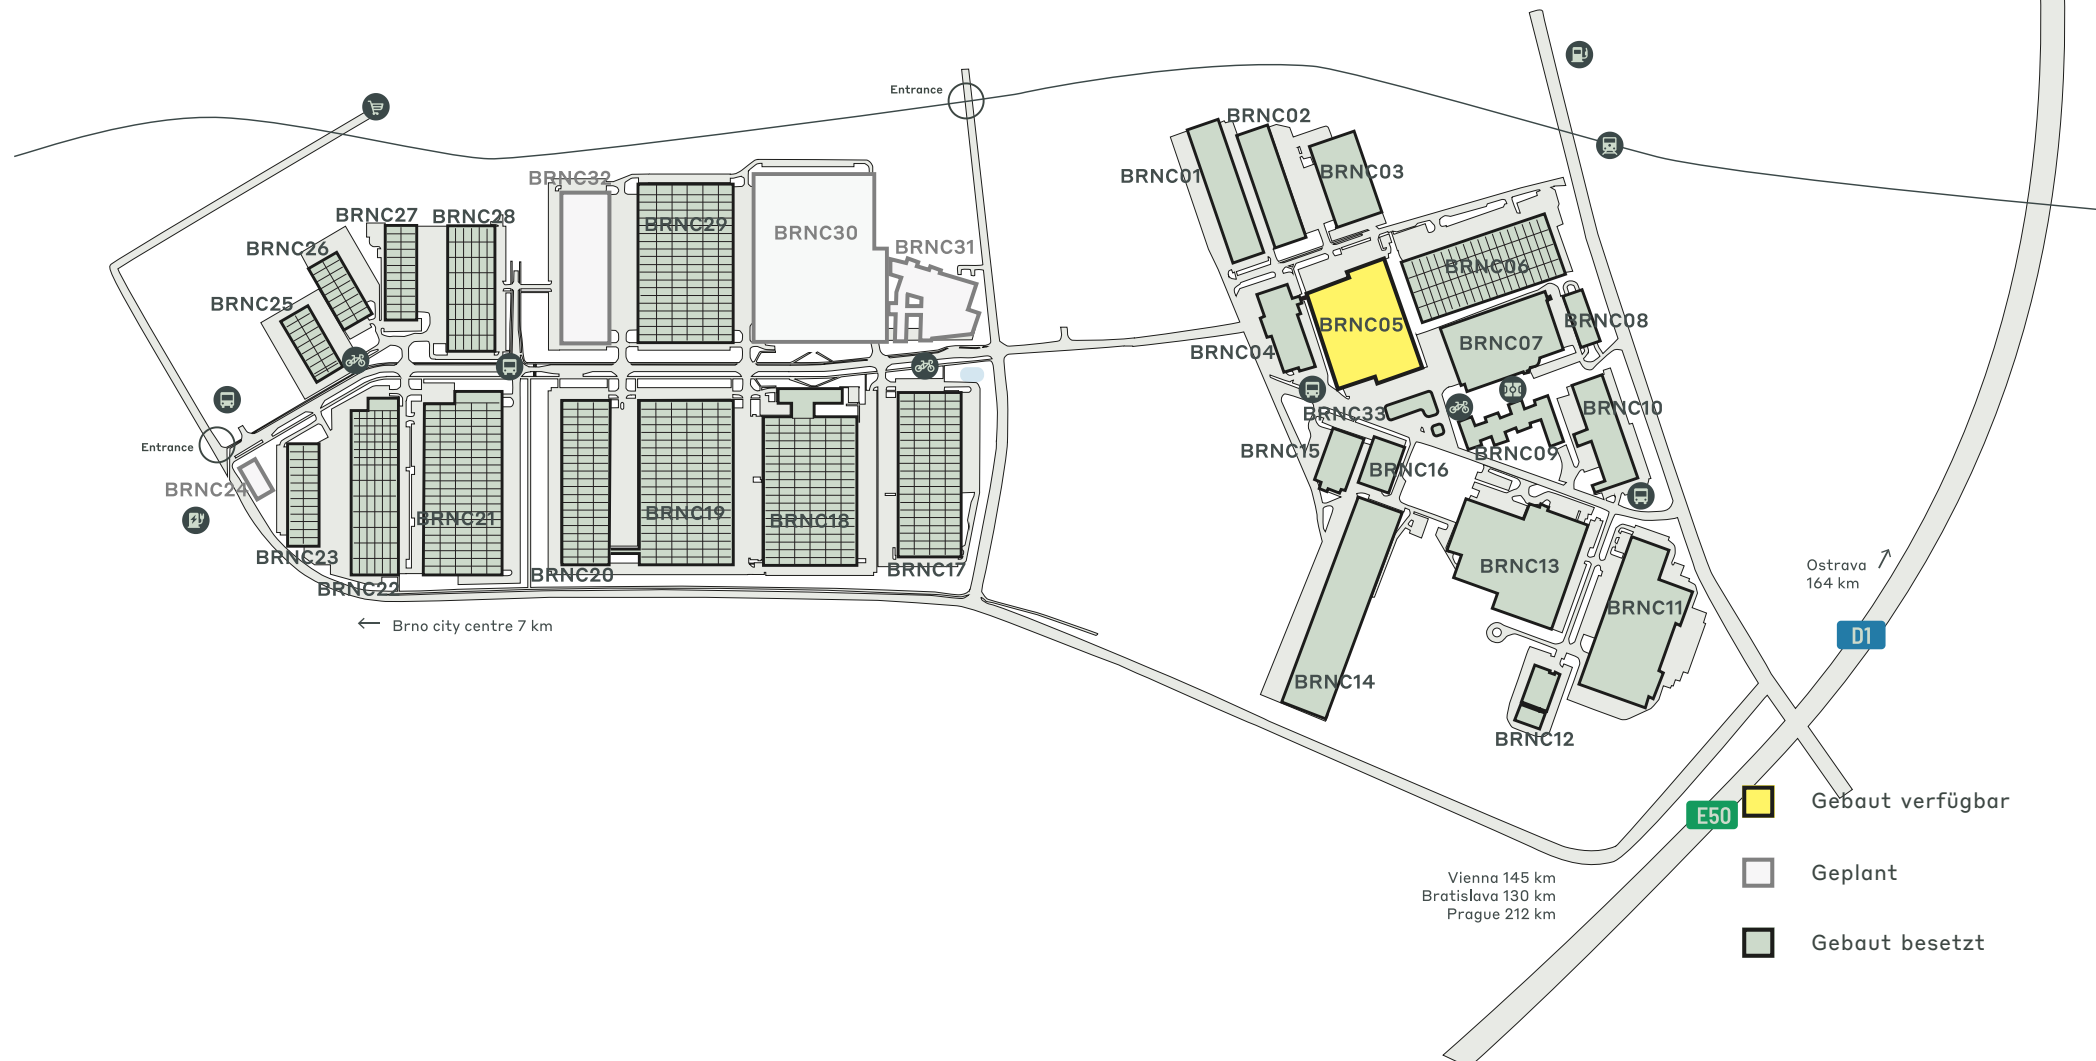 Entrance
BRNC02
BRNC01
BRNC03
BRNC32
BRNC27
BRNC28
BRNC29
BRNC30
BRNC31
BRNC26
BRNC25
BRNC06
BRNC05
BRNC08
BRNC07
BRNC04
BRNC33
BRNC10
BRNC15
BRNC16
BRNC09
Entrance
BRNC24
BRNC21
BRNC19
BRNC18
BRNC23
BRNC22
BRNC20
BRNC17
BRNC13
BRNC11
BRNC14
BRNC12
Ostrava
164 km
D1
Brno city centre 7 km
E50
Gebaut verfügbar
Geplant
Gebaut besetzt
Vienna 145 km
Bratislava 130 km
Prague 212 km